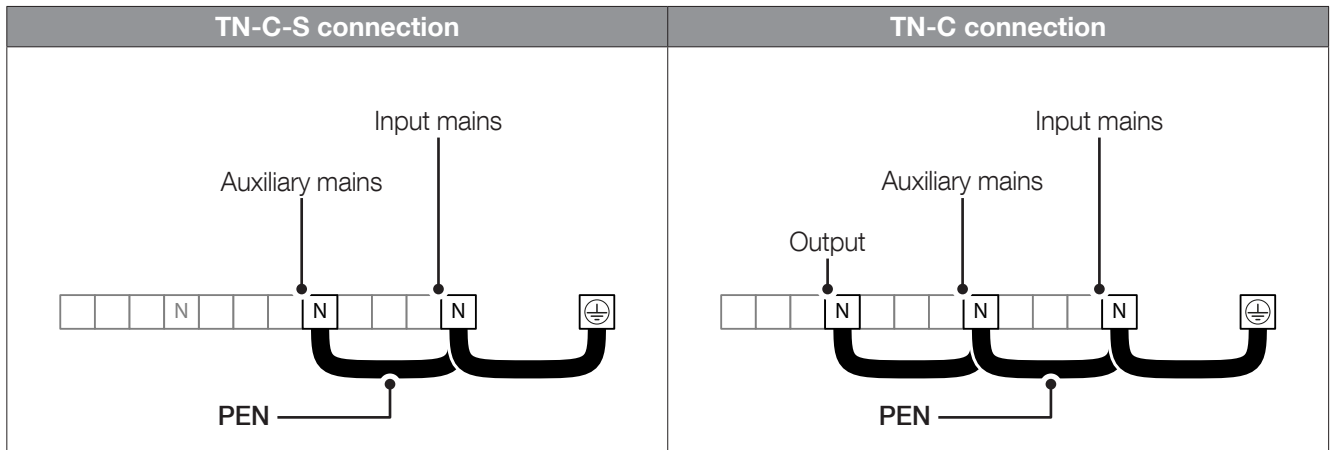 TN-C-S connection
TN-C connection
Input mains
Auxiliary mains
N
N
N
PEN
Input mains
Auxiliary mains
Output
N
N
N
PEN